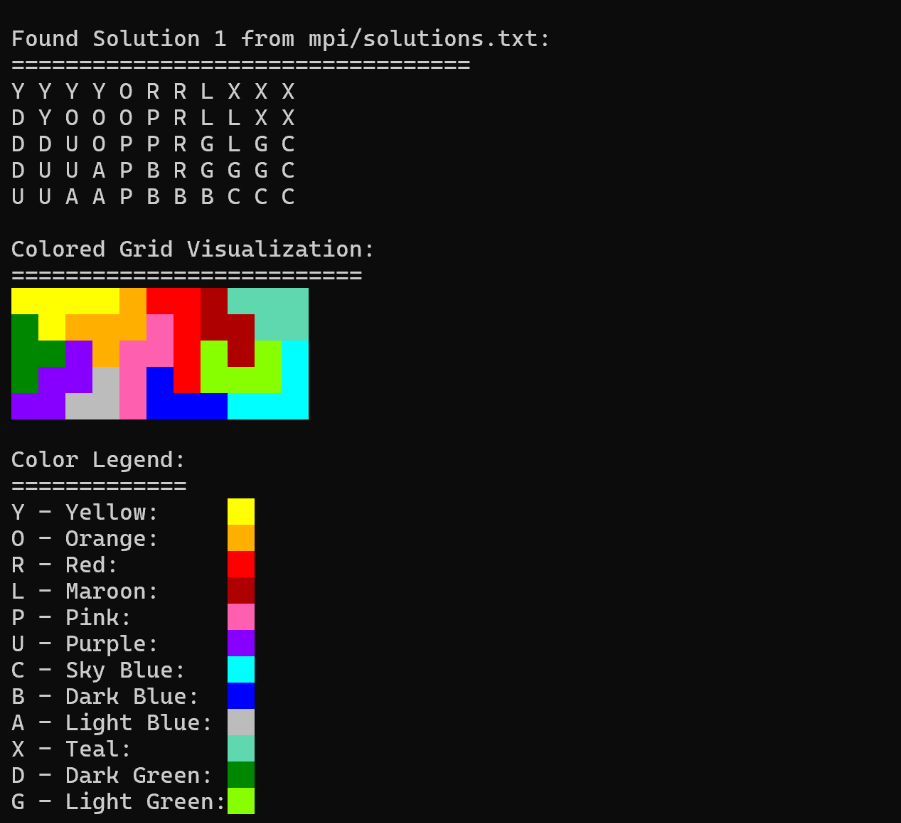 Found Solution 1 from mpi/solutions.txt:
==================================
Y Y Y Y O R R L X X X
D Y O O O P R L L X X
D D U O P P R G L G C
D U U A P B R G G G C
U U A A P B B B C C C
Colored Grid Visualization:
==========================
Color Legend:
=============
Y - Yellow:
O - Orange:
R - Red:
L - Maroon:
P - Pink:
U - Purple:
C - Sky Blue:
B - Dark Blue:
A - Light Blue:
X - Teal:
D - Dark Green:
G - Light Green: